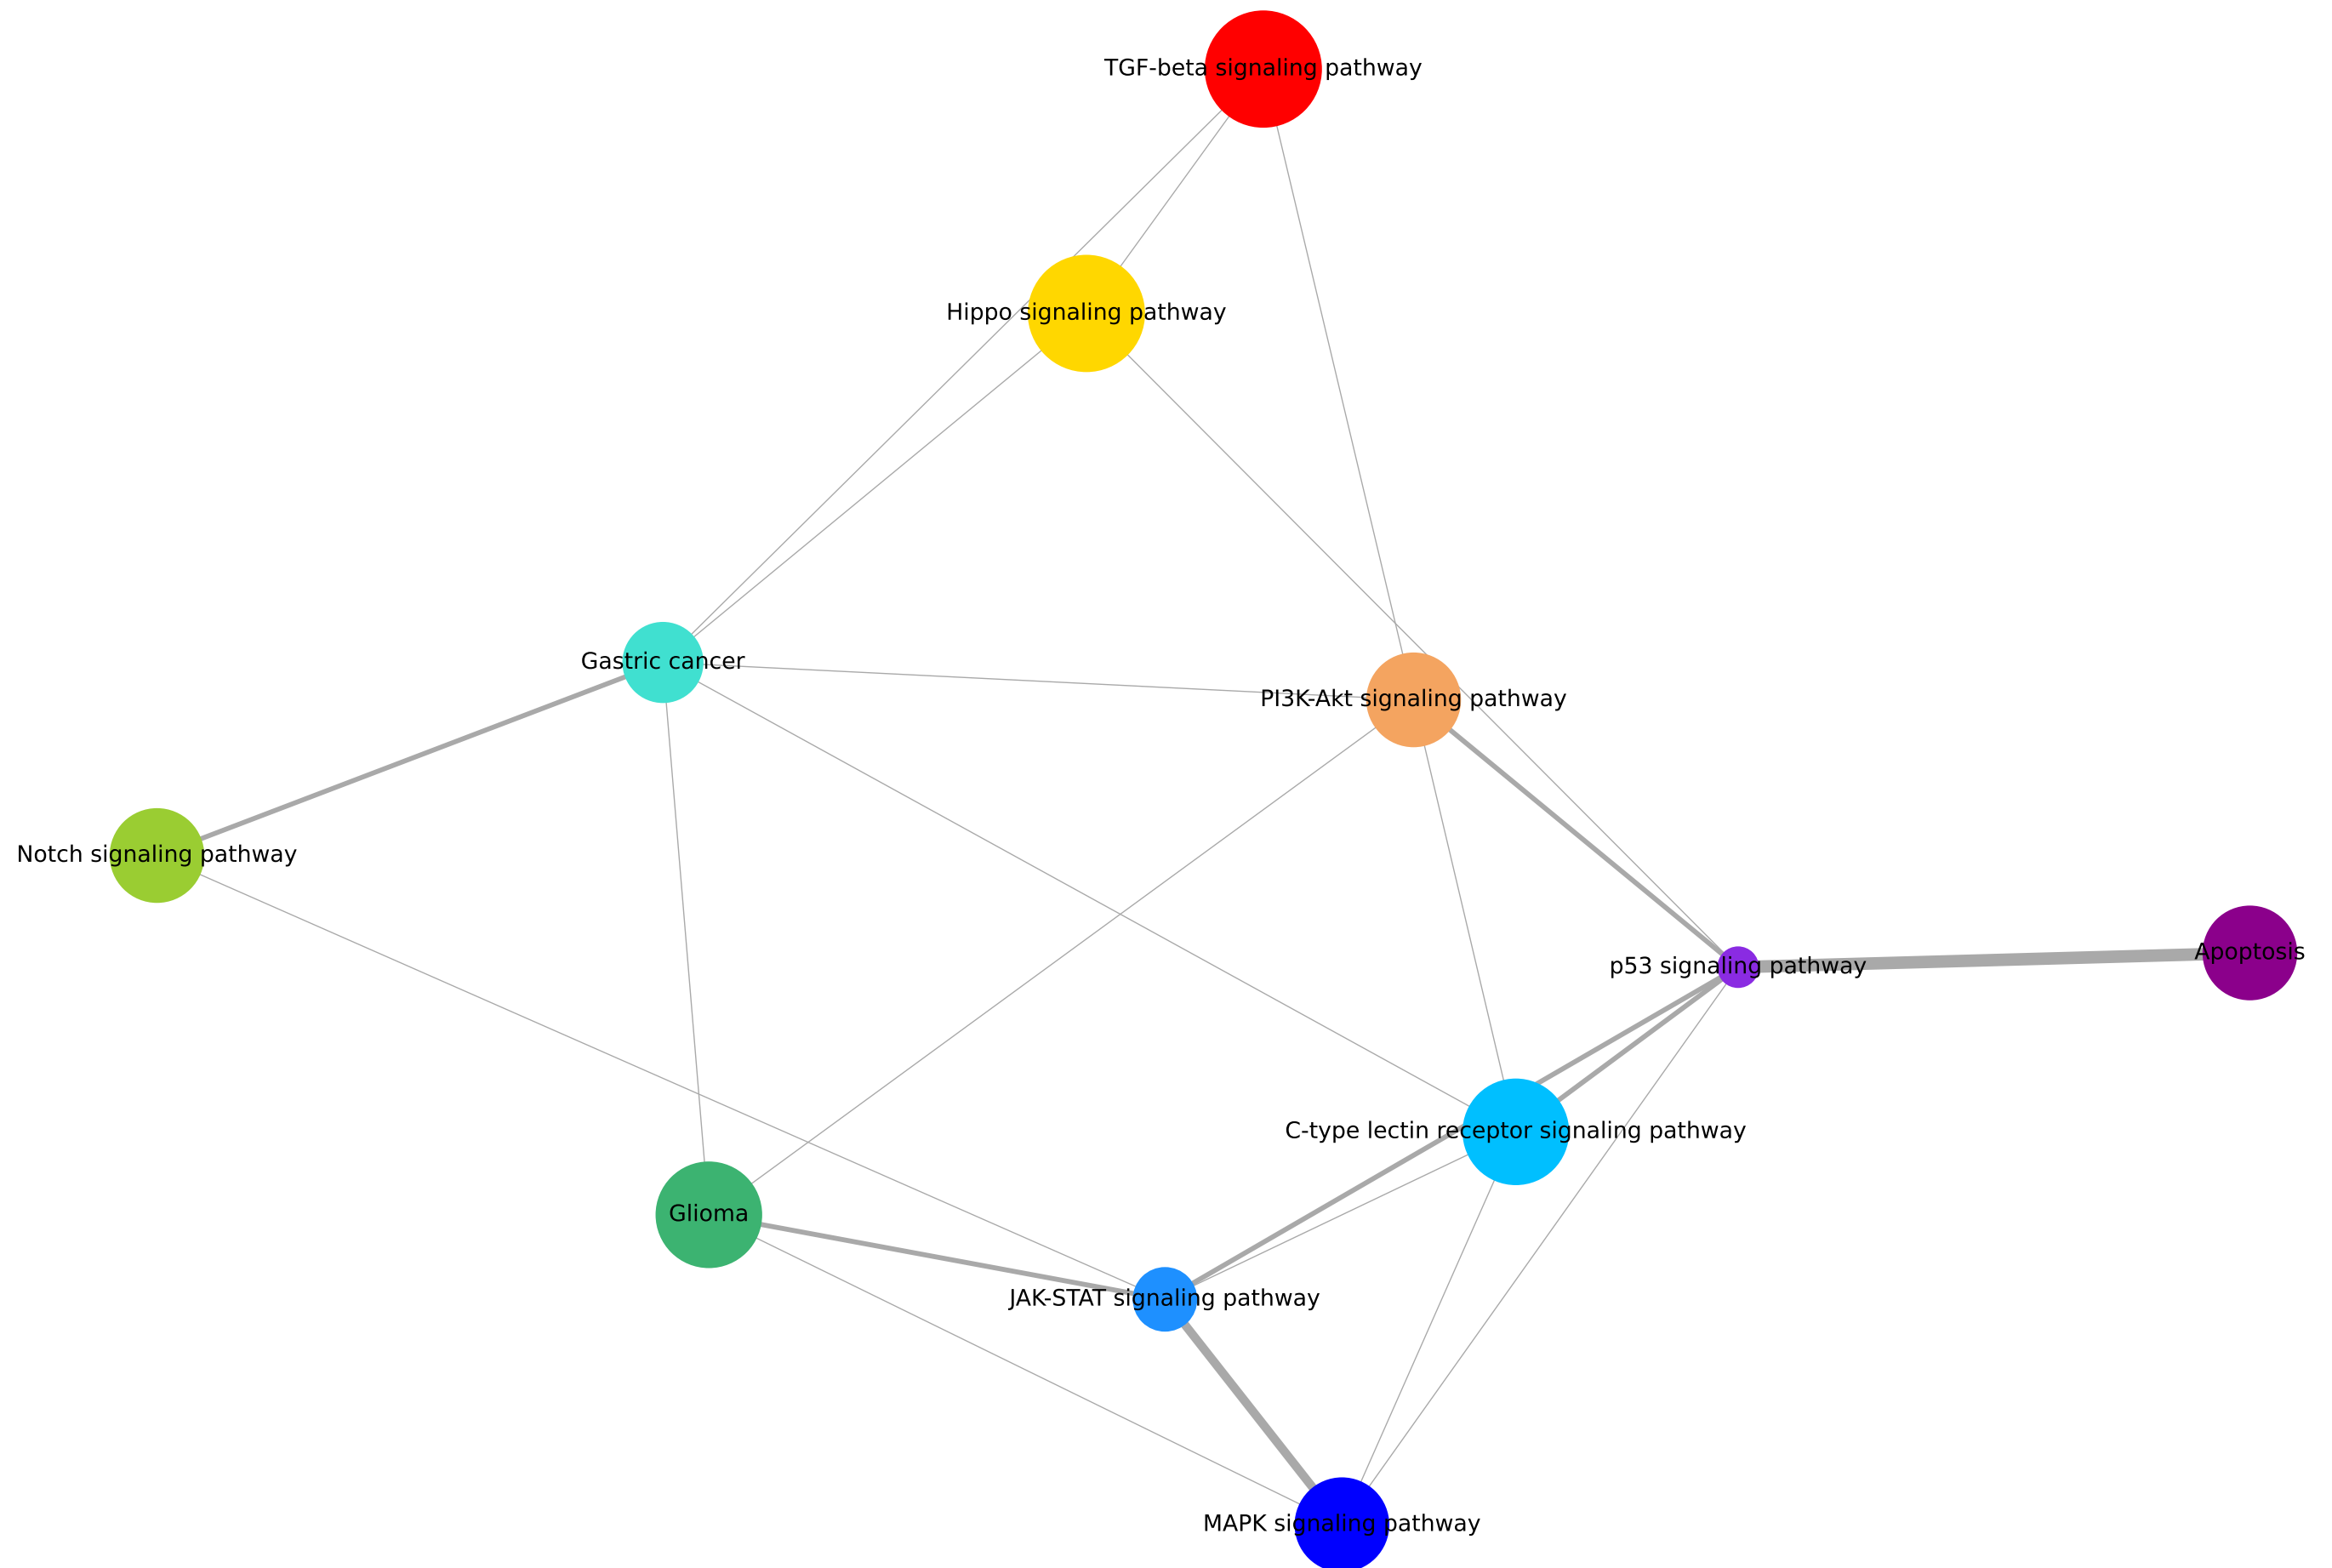 TGF-beta signaling pathway
Hippo signaling pathway
Gastric cancer
PI3K-Akt signaling pathway
Notch signaling pathway
Apoptosis
p53 signaling pathway
C-type lectin receptor signaling pathway
Glioma
JAK-STAT signaling pathway
MAPK signaling pathway